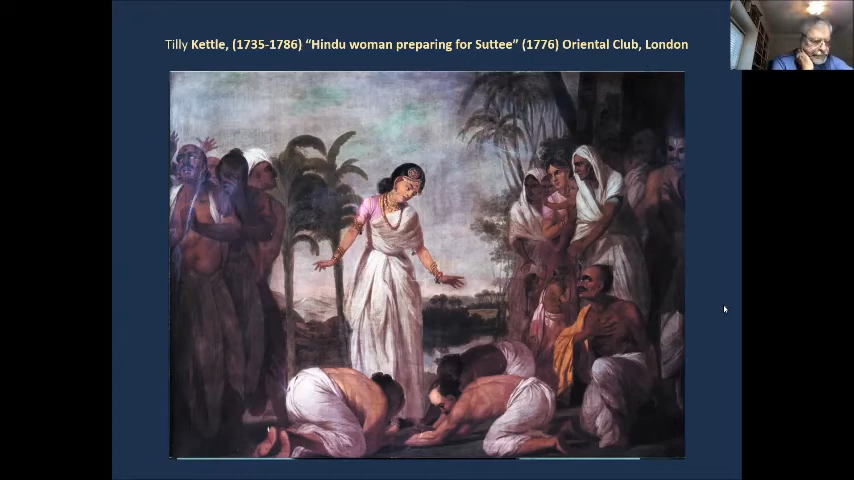 Tilly Kettle, (1735-1786) “Hindu woman preparing for Suttee” (1776) Oriental Club, London